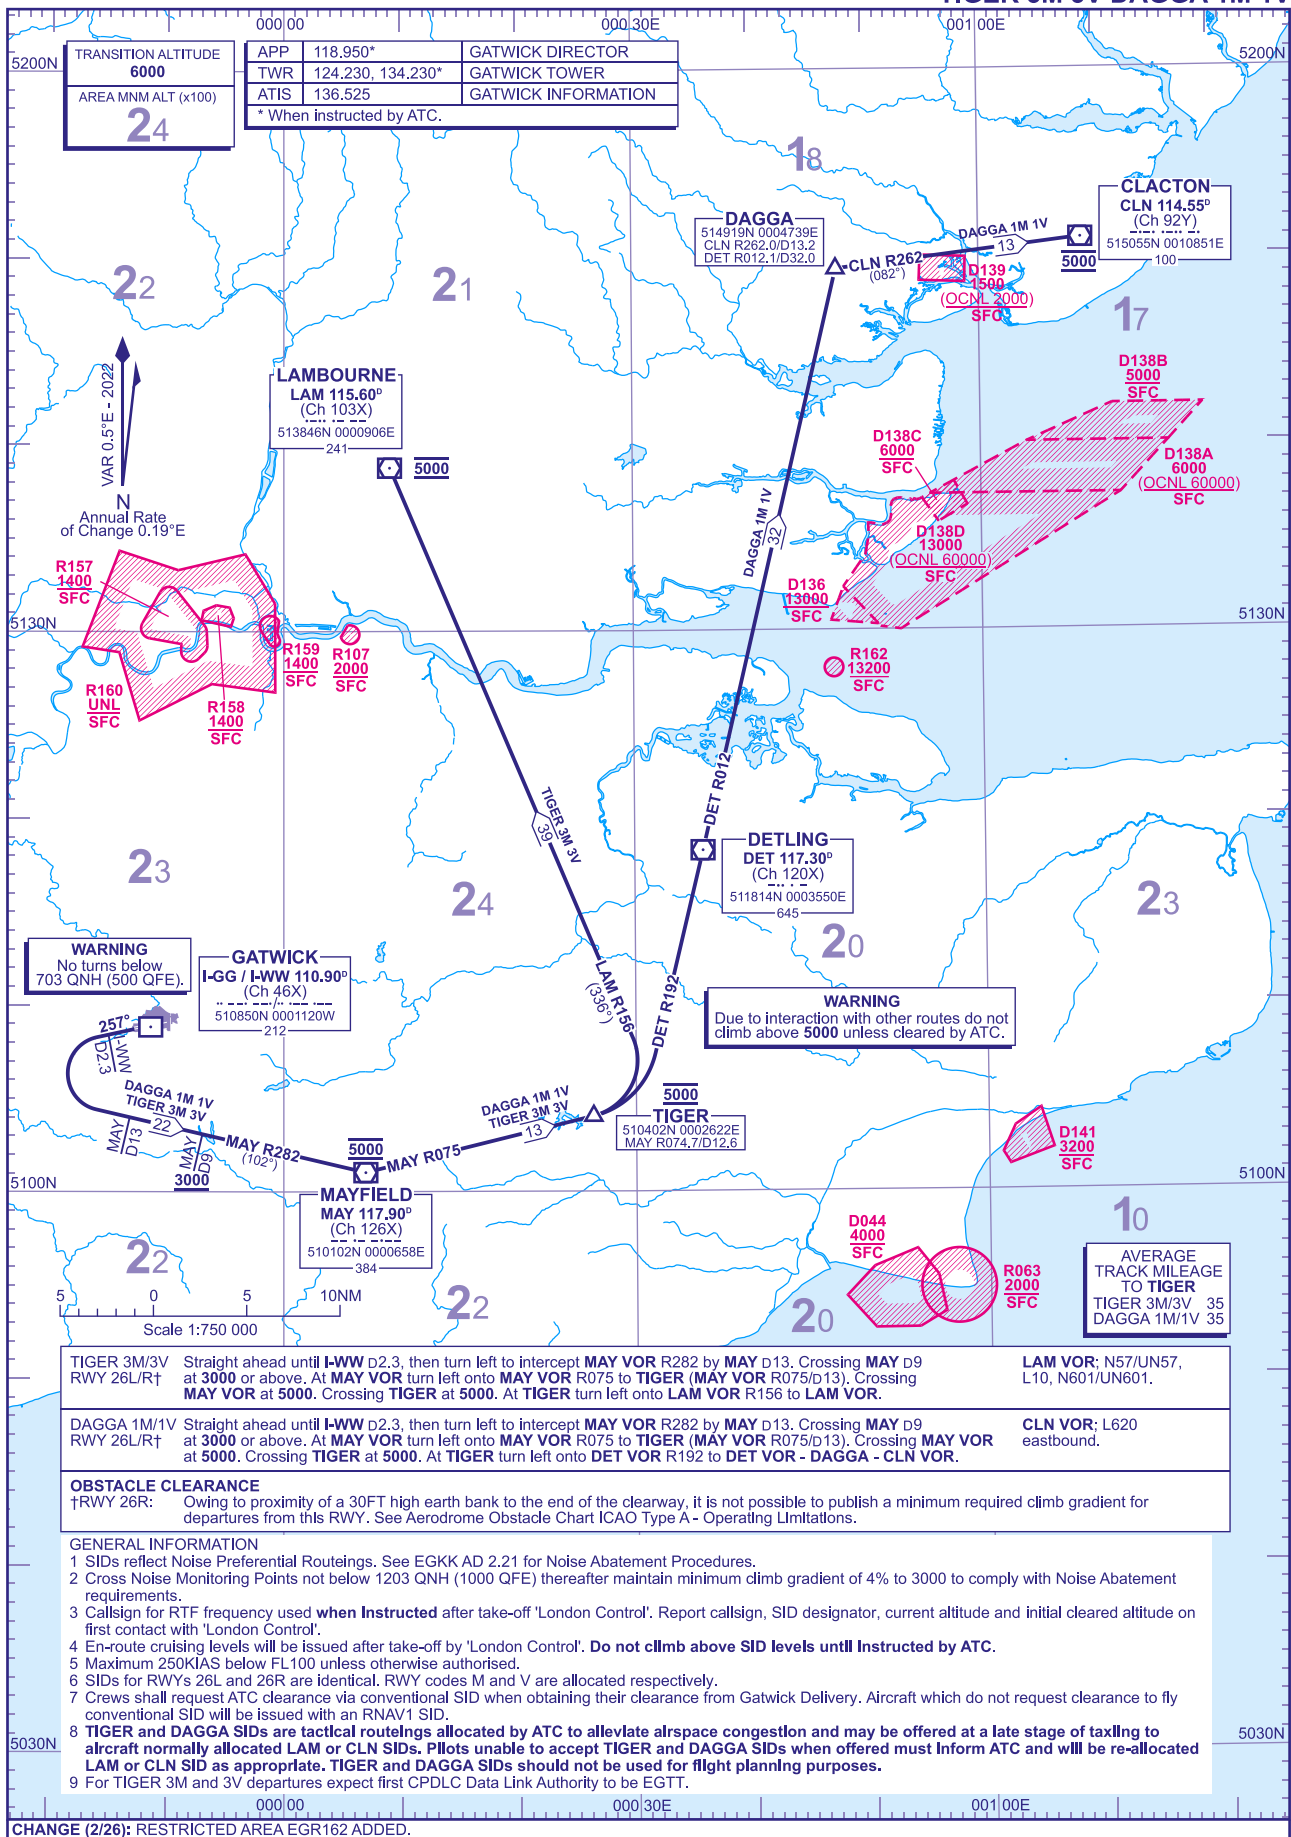 000 00
000 30E
001 00E
5200N
5200N
TRANSITION ALTITUDE
6000
AREA MNM ALT (x100)
24
APP 118.950* GATWICK DIRECTOR
TWR 124.230, 134.230* GATWICK TOWER
ATIS 136.525 GATWICK INFORMATION
* When instructed by ATC.
18
CLACTON
CLN 114.55D
(Ch 92Y)
515055N 0010851E
100
5000
DAGGA
514919N 0004739E
CLN R262.0/D13.2
DET R012.1/D32.0
DAGGA 1M 1V
13
CLN R262
(082°)
D139
1500
(OCNL 2000)
SFC
22
21
17
VAR 0.5°E - 2022
N
Annual Rate
of Change 0.19°E
LAMBOURNE
LAM 115.60D
(Ch 103X)
513846N 0000906E
241
5000
D138B
5000
SFC
D138C
6000
SFC
D138A
6000
(OCNL 60000)
SFC
D138D
13000
(OCNL 60000)
SFC
D136
13000
SFC
DAGGA 1M 1V
32
R157
1400
SFC
5130N
5130N
R159
1400
SFC
R107
2000
SFC
R162
13200
SFC
R160
UNL
SFC
R158
1400
SFC
DET R012
TIGER 3M 3V
39
DETLING
DET 117.30D
(Ch 120X)
511814N 0003550E
645
23
24
20
23
WARNING
No turns below
703 QNH (500 QFE).
GATWICK
I-GG / I-WW 110.90D
(Ch 46X)
510850N 0001120W
212
LAM R156
(336°)
DET R192
WARNING
Due to interaction with other routes do not
climb above 5000 unless cleared by ATC.
257°
I-WW
D2.3
DAGGA 1M 1V
TIGER 3M 3V
22
MAY
D13
MAY
D9
3000
MAY R282
(102°)
5000
MAY R075
DAGGA 1M 1V
TIGER 3M 3V
13
5000
TIGER
510402N 0002622E
MAY R074.7/D12.6
D141
3200
SFC
5100N
5100N
MAYFIELD
MAY 117.90D
(Ch 126X)
510102N 0000658E
384
22
22
20
10
D044
4000
SFC
R063
2000
SFC
AVERAGE
TRACK MILEAGE
TO TIGER
TIGER 3M/3V 35
DAGGA 1M/1V 35
5 0 5 10NM
Scale 1:750 000
TIGER 3M/3V Straight ahead until I-WW D2.3, then turn left to intercept MAY VOR R282 by MAY D13. Crossing MAY D9 LAM VOR; N57/UN57,
RWY 26L/R† at 3000 or above. At MAY VOR turn left onto MAY VOR R075 to TIGER (MAY VOR R075/D13). Crossing L10, N601/UN601.
MAY VOR at 5000. Crossing TIGER at 5000. At TIGER turn left onto LAM VOR R156 to LAM VOR.
DAGGA 1M/1V Straight ahead until I-WW D2.3, then turn left to intercept MAY VOR R282 by MAY D13. Crossing MAY D9 CLN VOR; L620
RWY 26L/R† at 3000 or above. At MAY VOR turn left onto MAY VOR R075 to TIGER (MAY VOR R075/D13). Crossing MAY VOR eastbound.
at 5000. Crossing TIGER at 5000. At TIGER turn left onto DET VOR R192 to DET VOR - DAGGA - CLN VOR.
OBSTACLE CLEARANCE
†RWY 26R: Owing to proximity of a 30FT high earth bank to the end of the clearway, it is not possible to publish a minimum required climb gradient for
departures from this RWY. See Aerodrome Obstacle Chart ICAO Type A - Operating Limitations.
GENERAL INFORMATION
1 SIDs reflect Noise Preferential Routeings. See EGKK AD 2.21 for Noise Abatement Procedures.
2 Cross Noise Monitoring Points not below 1203 QNH (1000 QFE) thereafter maintain minimum climb gradient of 4% to 3000 to comply with Noise Abatement
requirements.
3 Callsign for RTF frequency used when Instructed after take-off 'London Control'. Report callsign, SID designator, current altitude and initial cleared altitude on
first contact with 'London Control'.
4 En-route cruising levels will be issued after take-off by 'London Control'. Do not climb above SID levels until Instructed by ATC.
5 Maximum 250KIAS below FL100 unless otherwise authorised.
6 SIDs for RWYs 26L and 26R are identical. RWY codes M and V are allocated respectively.
7 Crews shall request ATC clearance via conventional SID when obtaining their clearance from Gatwick Delivery. Aircraft which do not request clearance to fly
conventional SID will be issued with an RNAV1 SID.
8 TIGER and DAGGA SIDs are tactical routeings allocated by ATC to alleviate airspace congestion and may be offered at a late stage of taxiing to
aircraft normally allocated LAM or CLN SIDs. Pilots unable to accept TIGER and DAGGA SIDs when offered must Inform ATC and will be re-allocated
LAM or CLN SID as appropriate. TIGER and DAGGA SIDs should not be used for flight planning purposes.
9 For TIGER 3M and 3V departures expect first CPDLC Data Link Authority to be EGTT.
5030N
5030N
000 00
000 30E
001 00E
CHANGE (2/26): RESTRICTED AREA EGR162 ADDED.